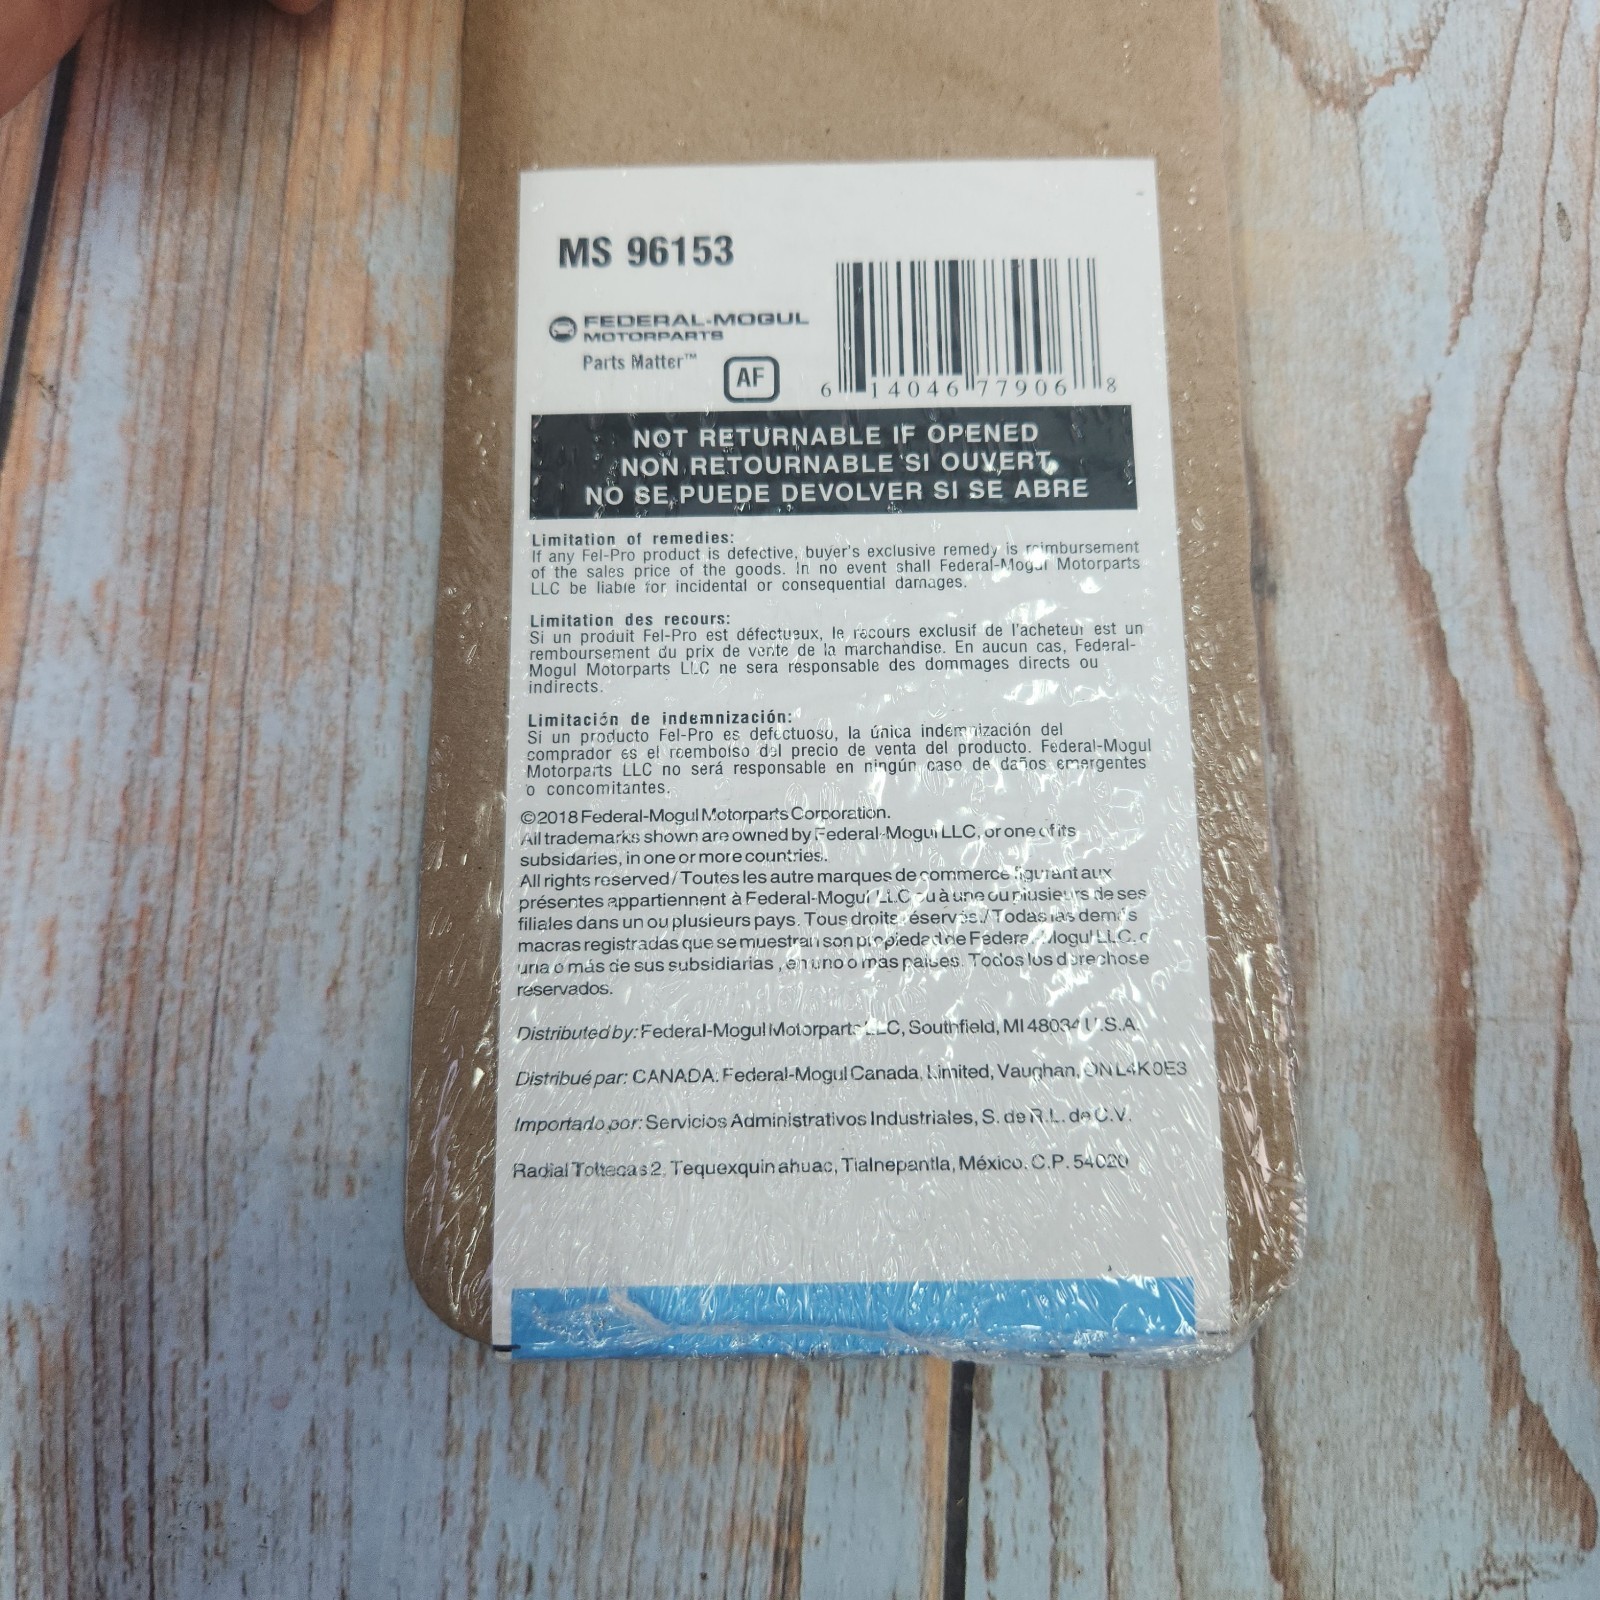 MS 96153
FEDERAL-MOGUL
MOTORPARTS
Parts Matter™
AF
6 14046 77906 8
NOT RETURNABLE IF OPENED
NON RETOURNABLE SI OUVERT
NO SE PUEDE DEVOLVER SI SE ABRE
Limitation of remedies:
If any Fel-Pro product is defective, buyer's exclusive remedy is reimbursement
of the sales price of the goods. In no event shall Federal-Mogul Motorparts
LLC be liable for incidental or consequential damages.
Limitation des recours:
Si un produit Fel-Pro est défectueux, le recours exclusif de l'acheteur est un
remboursement du prix de vente de la marchandise. En aucun cas, Federal-
Mogul Motorparts LLC ne sera responsable des dommages directs ou
indirects.
Limitación de indemnización:
Si un producto Fel-Pro es defectuoso, la única indemnización del
comprador es el reembolso del precio de venta del producto. Federal-Mogul
Motorparts LLC no será responsable en ningún caso de daños emergentes
o concomitantes.
©2018 Federal-Mogul Motorparts Corporation.
All trademarks shown are owned by Federal-Mogul LLC, or one of its
subsidaries, in one or more countries.
All rights reserved / Toutes les autre marques de commerce figurant aux
présentes appartiennent à Federal-Mogul LLC ou à une ou plusieurs de ses
filiales dans un ou plusieurs pays. Tous droits réservés./ Todas las demás
macras registradas que se muestran son propiedad de Federal-Mogul LLC, o
una o más de sus subsidiarias , en uno o más países. Todos los derechose
reservados.
Distributed by: Federal-Mogul Motorparts LLC, Southfield, MI 48034 U.S.A.
Distribué par: CANADA: Federal-Mogul Canada, Limited, Vaughan, ON L4K 0E3
Importado por: Servicios Administrativos Industriales, S. de R.L. de C.V.
Radial Toltecas 2, Tequexquinahuac, Tlalnepantla, México. C.P. 54020